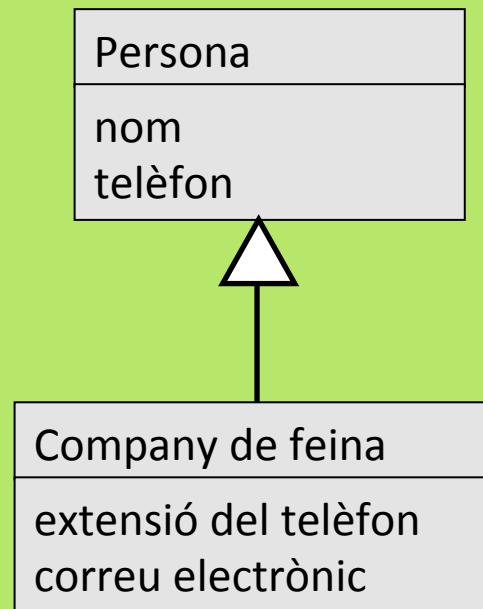 Persona
nom
telèfon
Company de feina
extensió del telèfon
correu electrònic